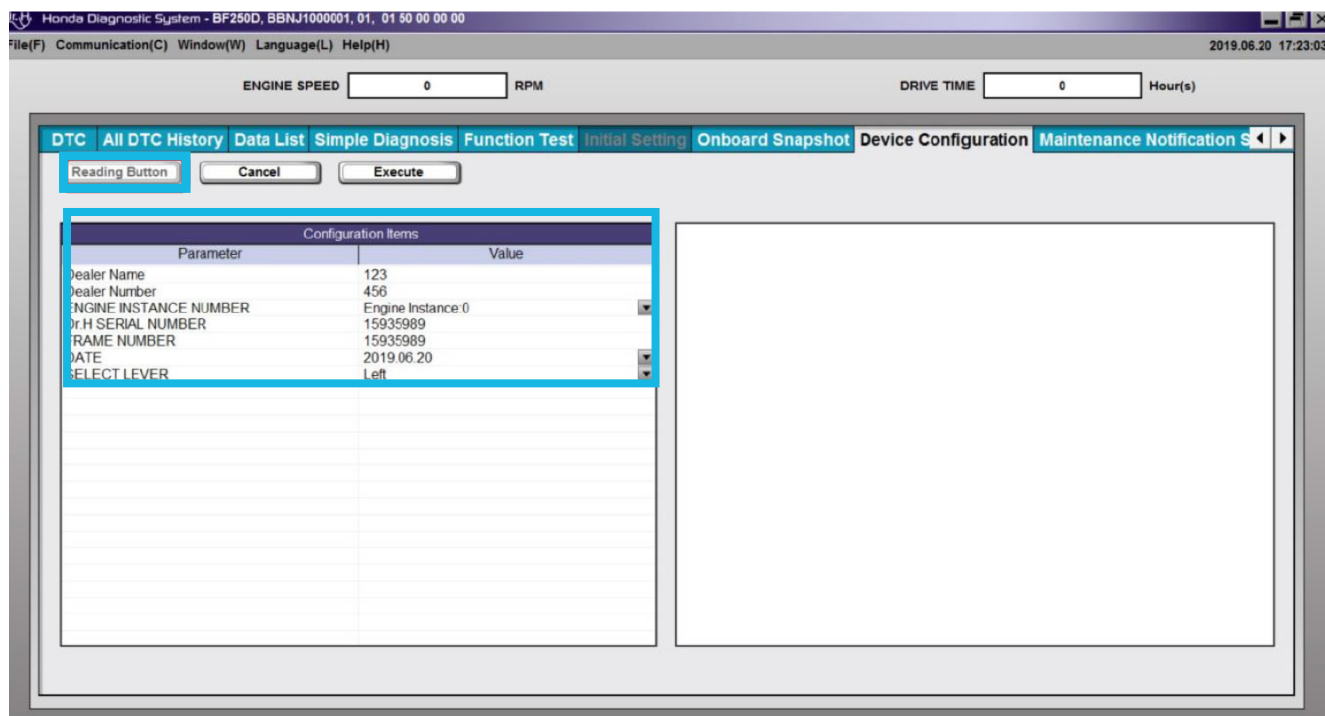 Honda Diagnostic System - BF250D, BBNJ1000001, 01, 01 50 00 00 00
File(F) Communication(C) Window(W) Language(L) Help(H) 2019.06.20 17:23:03
ENGINE SPEED 0 RPM DRIVE TIME 0 Hour(s)
DTC All DTC History Data List Simple Diagnosis Function Test Initial Setting Onboard Snapshot Device Configuration Maintenance Notification S
Reading Button Cancel Execute
Configuration Items
Parameter Value
Dealer Name 123
Dealer Number 456
ENGINE INSTANCE NUMBER Engine Instance:0
Dr.H SERIAL NUMBER 15935989
FRAME NUMBER 15935989
DATE 2019.06.20
SELECT LEVER Left